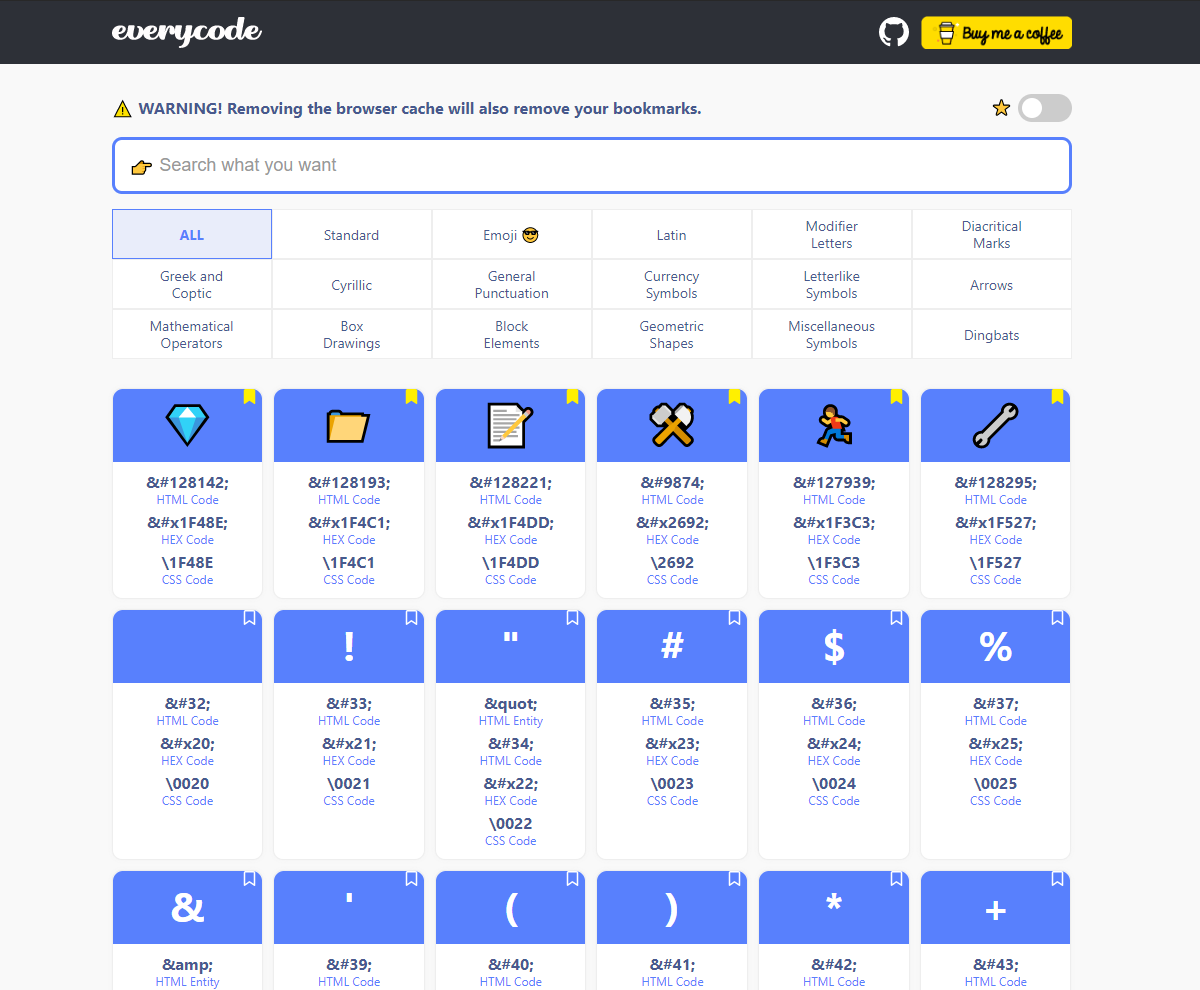 everycode
Buy me a coffee
WARNING! Removing the browser cache will also remove your bookmarks.
Search what you want
ALL
Standard
Emoji 😎
Latin
Modifier
Letters
Diacritical
Marks
Greek and
Coptic
Cyrillic
General
Punctuation
Currency
Symbols
Letterlike
Symbols
Arrows
Mathematical
Operators
Box
Drawings
Block
Elements
Geometric
Shapes
Miscellaneous
Symbols
Dingbats
&#128142;
HTML Code
&#x1F48E;
HEX Code
\1F48E
CSS Code
&#128193;
HTML Code
&#x1F4C1;
HEX Code
\1F4C1
CSS Code
&#128221;
HTML Code
&#x1F4DD;
HEX Code
\1F4DD
CSS Code
&#9874;
HTML Code
&#x2692;
HEX Code
\2692
CSS Code
&#127939;
HTML Code
&#x1F3C3;
HEX Code
\1F3C3
CSS Code
&#128295;
HTML Code
&#x1F527;
HEX Code
\1F527
CSS Code
&#32;
HTML Code
&#x20;
HEX Code
\0020
CSS Code
!
&#33;
HTML Code
&#x21;
HEX Code
\0021
CSS Code
"
&quot;
HTML Entity
&#34;
HTML Code
&#x22;
HEX Code
\0022
CSS Code
#
&#35;
HTML Code
&#x23;
HEX Code
\0023
CSS Code
$
&#36;
HTML Code
&#x24;
HEX Code
\0024
CSS Code
%
&#37;
HTML Code
&#x25;
HEX Code
\0025
CSS Code
&
&amp;
HTML Entity
'
&#39;
HTML Code
(
&#40;
HTML Code
)
&#41;
HTML Code
*
&#42;
HTML Code
+
&#43;
HTML Code